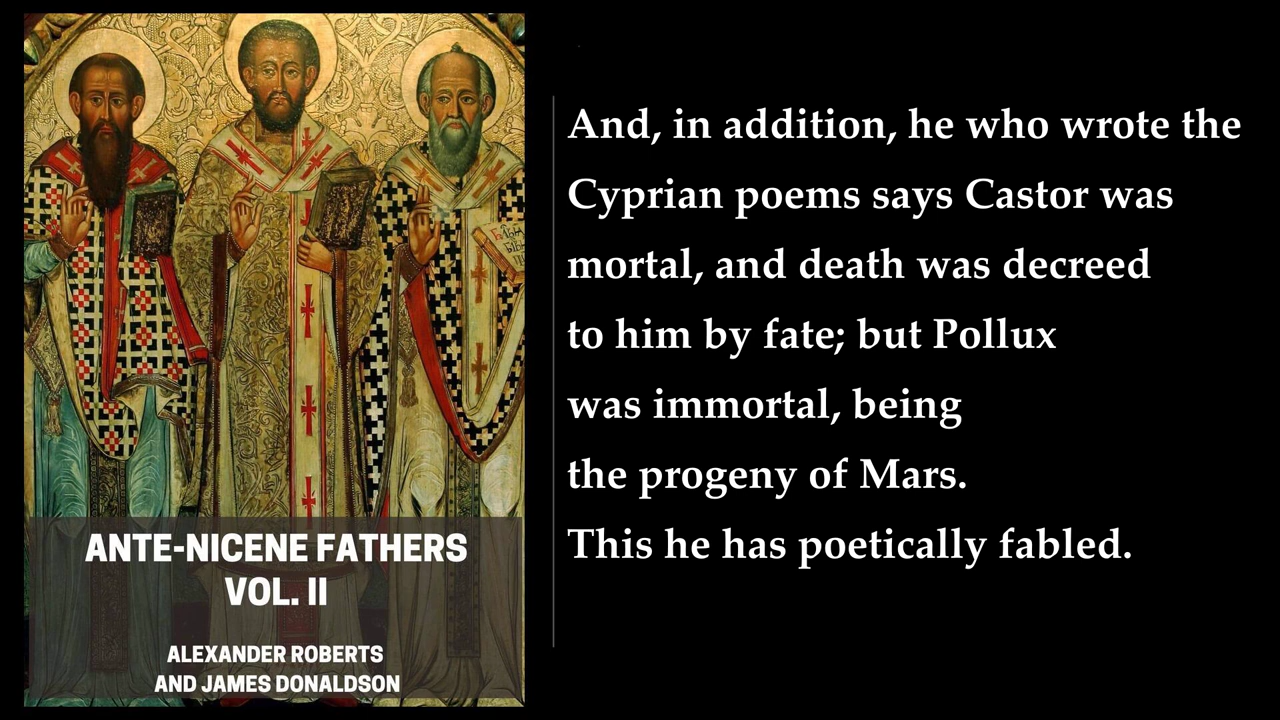 And, in addition, he who wrote the
Cyprian poems says Castor was
mortal, and death was decreed
to him by fate; but Pollux
was immortal, being
the progeny of Mars.
This he has poetically fabled.
ANTE-NICENE FATHERS
VOL. II
ALEXANDER ROBERTS
AND JAMES DONALDSON